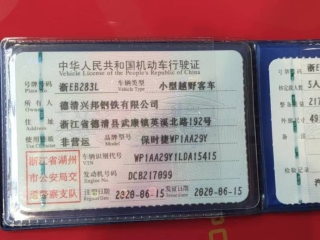 中华人民共和国机动车行驶证
Vehicle License of the People's Republic of China
号牌号码 浙EB283L 车辆类型 小型越野客车
Plate No. Vehicle Type
所有人 德清兴邦钢铁有限公司
Owner
住址 浙江省德清县武康镇英溪北路192号
Address
使用性质 非营运 品牌型号 保时捷WP1AA29Y
Use Character Model
浙江省湖州市公安局交通警察支队
车辆识别代号 WP1AA29Y1LDA15415
VIN
发动机号码 DCB217099
Engine No.
注册日期 2020-06-15 发证日期 2020-06-15
Register Date Issue Date
5人